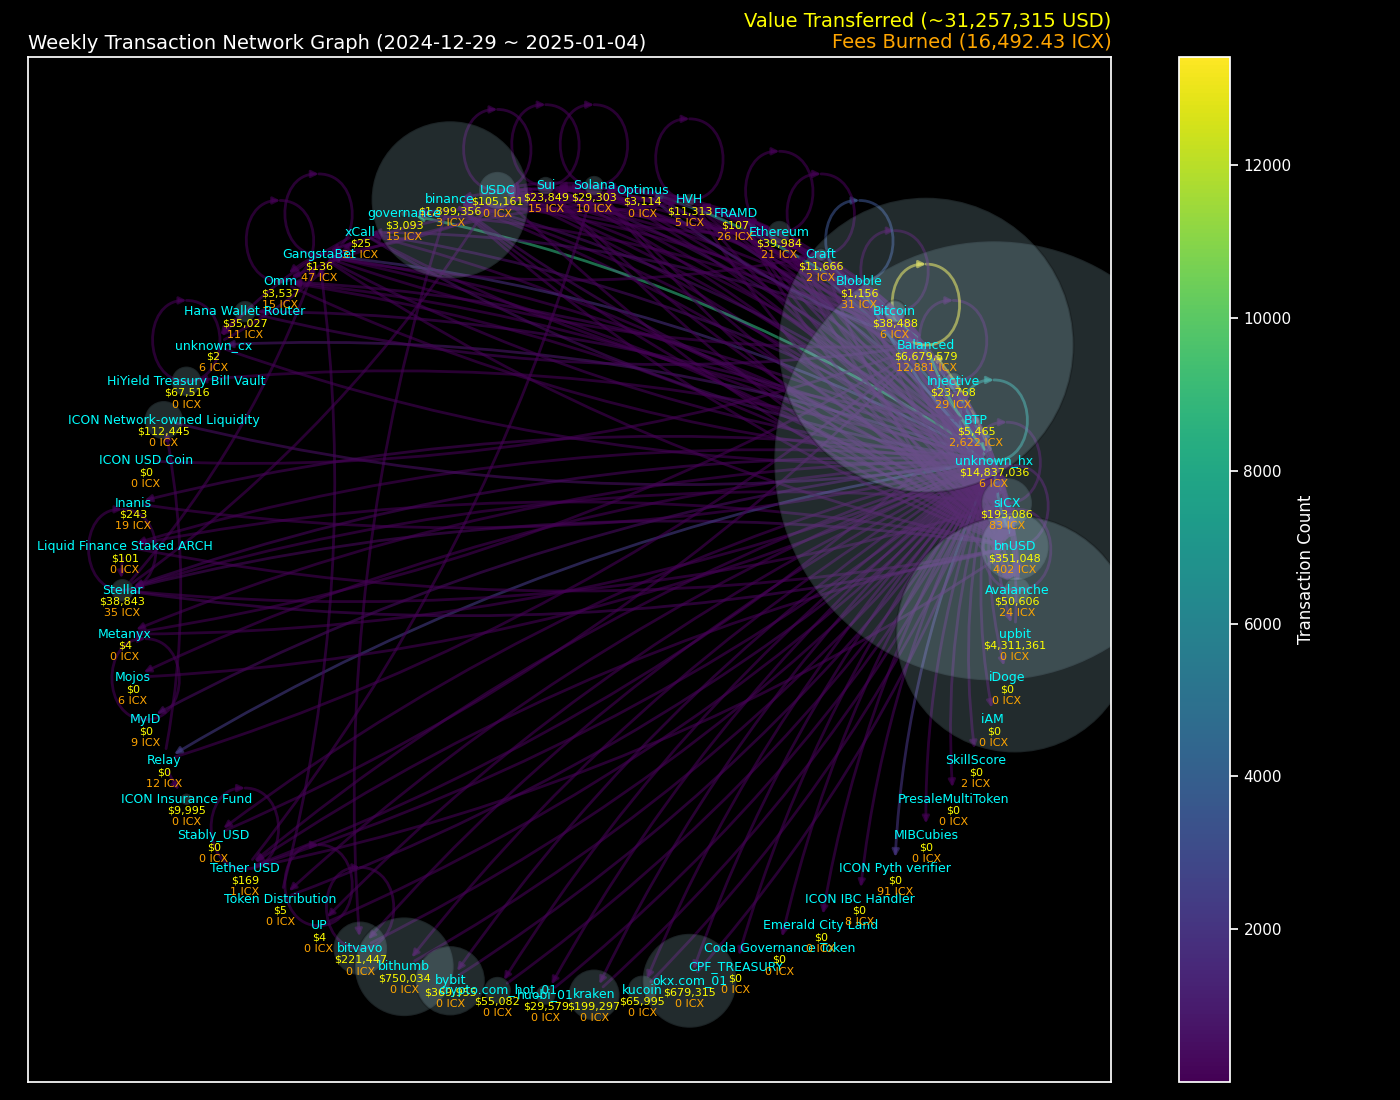 Value Transferred (~31,257,315 USD)
Weekly Transaction Network Graph (2024-12-29 ~ 2025-01-04)
Fees Burned (16,492.43 ICX)
binance
$1,899,356
3 ICX
USDC
$105,161
0 ICX
Sui
$23,849
15 ICX
Solana
$29,303
10 ICX
Optimus
$3,114
0 ICX
HVH
$11,313
5 ICX
FRAMD
$107
26 ICX
Ethereum
$39,984
21 ICX
Craft
$11,666
2 ICX
Blobble
$1,156
31 ICX
Bitcoin
$38,488
6 ICX
Balanced
$6,679,579
12,881 ICX
Injective
$23,768
29 ICX
BTP
$5,465
2,622 ICX
unknown_hx
$14,837,036
6 ICX
sICX
$193,086
83 ICX
bnUSD
$351,048
402 ICX
Avalanche
$50,606
24 ICX
upbit
$4,311,361
0 ICX
iDoge
$0
0 ICX
iAM
$0
0 ICX
SkillScore
$0
2 ICX
PresaleMultiToken
$0
0 ICX
MIBCubies
$0
0 ICX
ICON Pyth verifier
$0
91 ICX
ICON IBC Handler
$0
8 ICX
Emerald City Land
$0
0 ICX
Coda Governance Token
$0
0 ICX
CPF_TREASURY
$0
0 ICX
okx.com_01
$679,315
0 ICX
kucoin
$65,995
0 ICX
kraken
$199,297
0 ICX
huobi_01
$29,579
0 ICX
crypto.com_hot_01
$55,082
0 ICX
bybit
$369,955
0 ICX
bithumb
$750,034
0 ICX
bitvavo
$221,447
0 ICX
UP
$4
0 ICX
Token Distribution
$5
0 ICX
Tether USD
$169
1 ICX
Stably_USD
$0
0 ICX
ICON Insurance Fund
$9,995
0 ICX
Relay
$0
12 ICX
MyID
$0
9 ICX
Mojos
$0
6 ICX
Metanyx
$4
0 ICX
Stellar
$38,843
35 ICX
Liquid Finance Staked ARCH
$101
0 ICX
Inanis
$243
19 ICX
ICON USD Coin
$0
0 ICX
ICON Network-owned Liquidity
$112,445
0 ICX
HiYield Treasury Bill Vault
$67,516
0 ICX
unknown_cx
$2
6 ICX
Hana Wallet Router
$35,027
11 ICX
Omm
$3,537
15 ICX
GangstaBet
$136
47 ICX
xCall
$25
ICX
governance
$3,093
15 ICX
12000
10000
8000
6000
4000
2000
Transaction Count